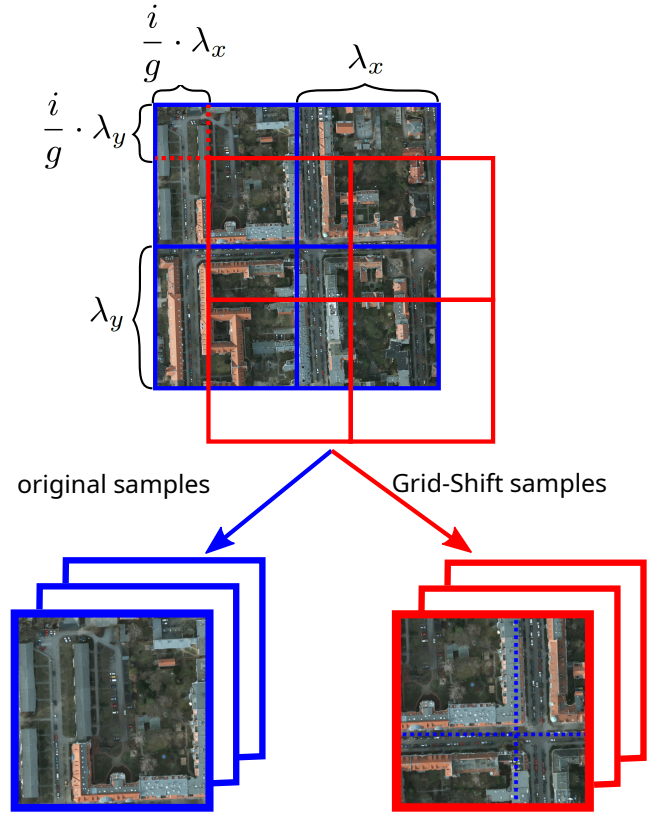 i/g · λx
λx
i/g · λy
λy
original samples
Grid-Shift samples